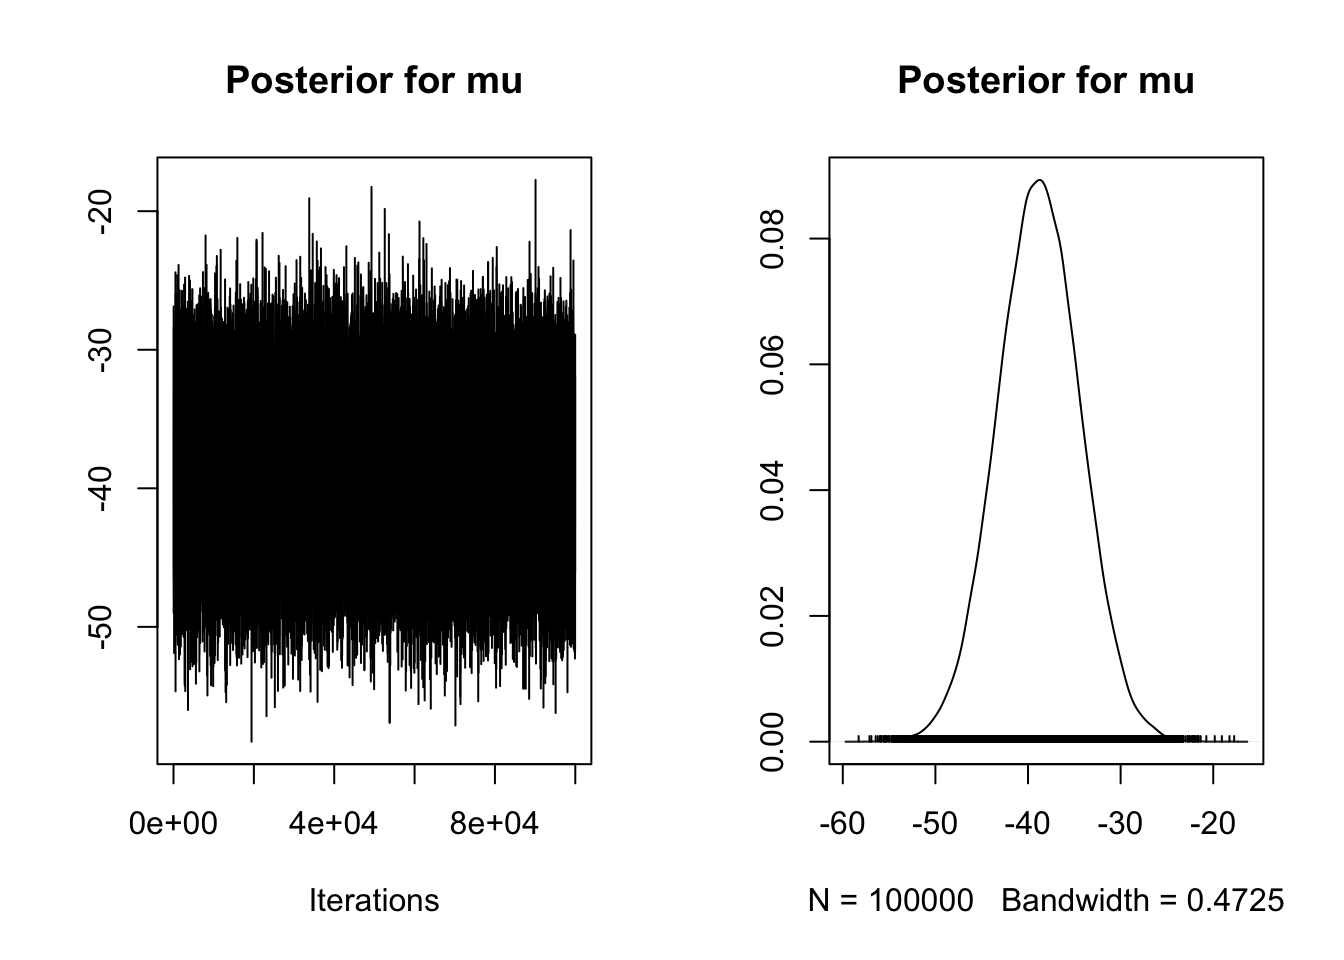 Posterior for mu
-20
-30
-40
-50
0e+00 4e+04 8e+04
Iterations
Posterior for mu
0.08
0.06
0.04
0.02
0.00
-60 -50 -40 -30 -20
N = 100000 Bandwidth = 0.4725